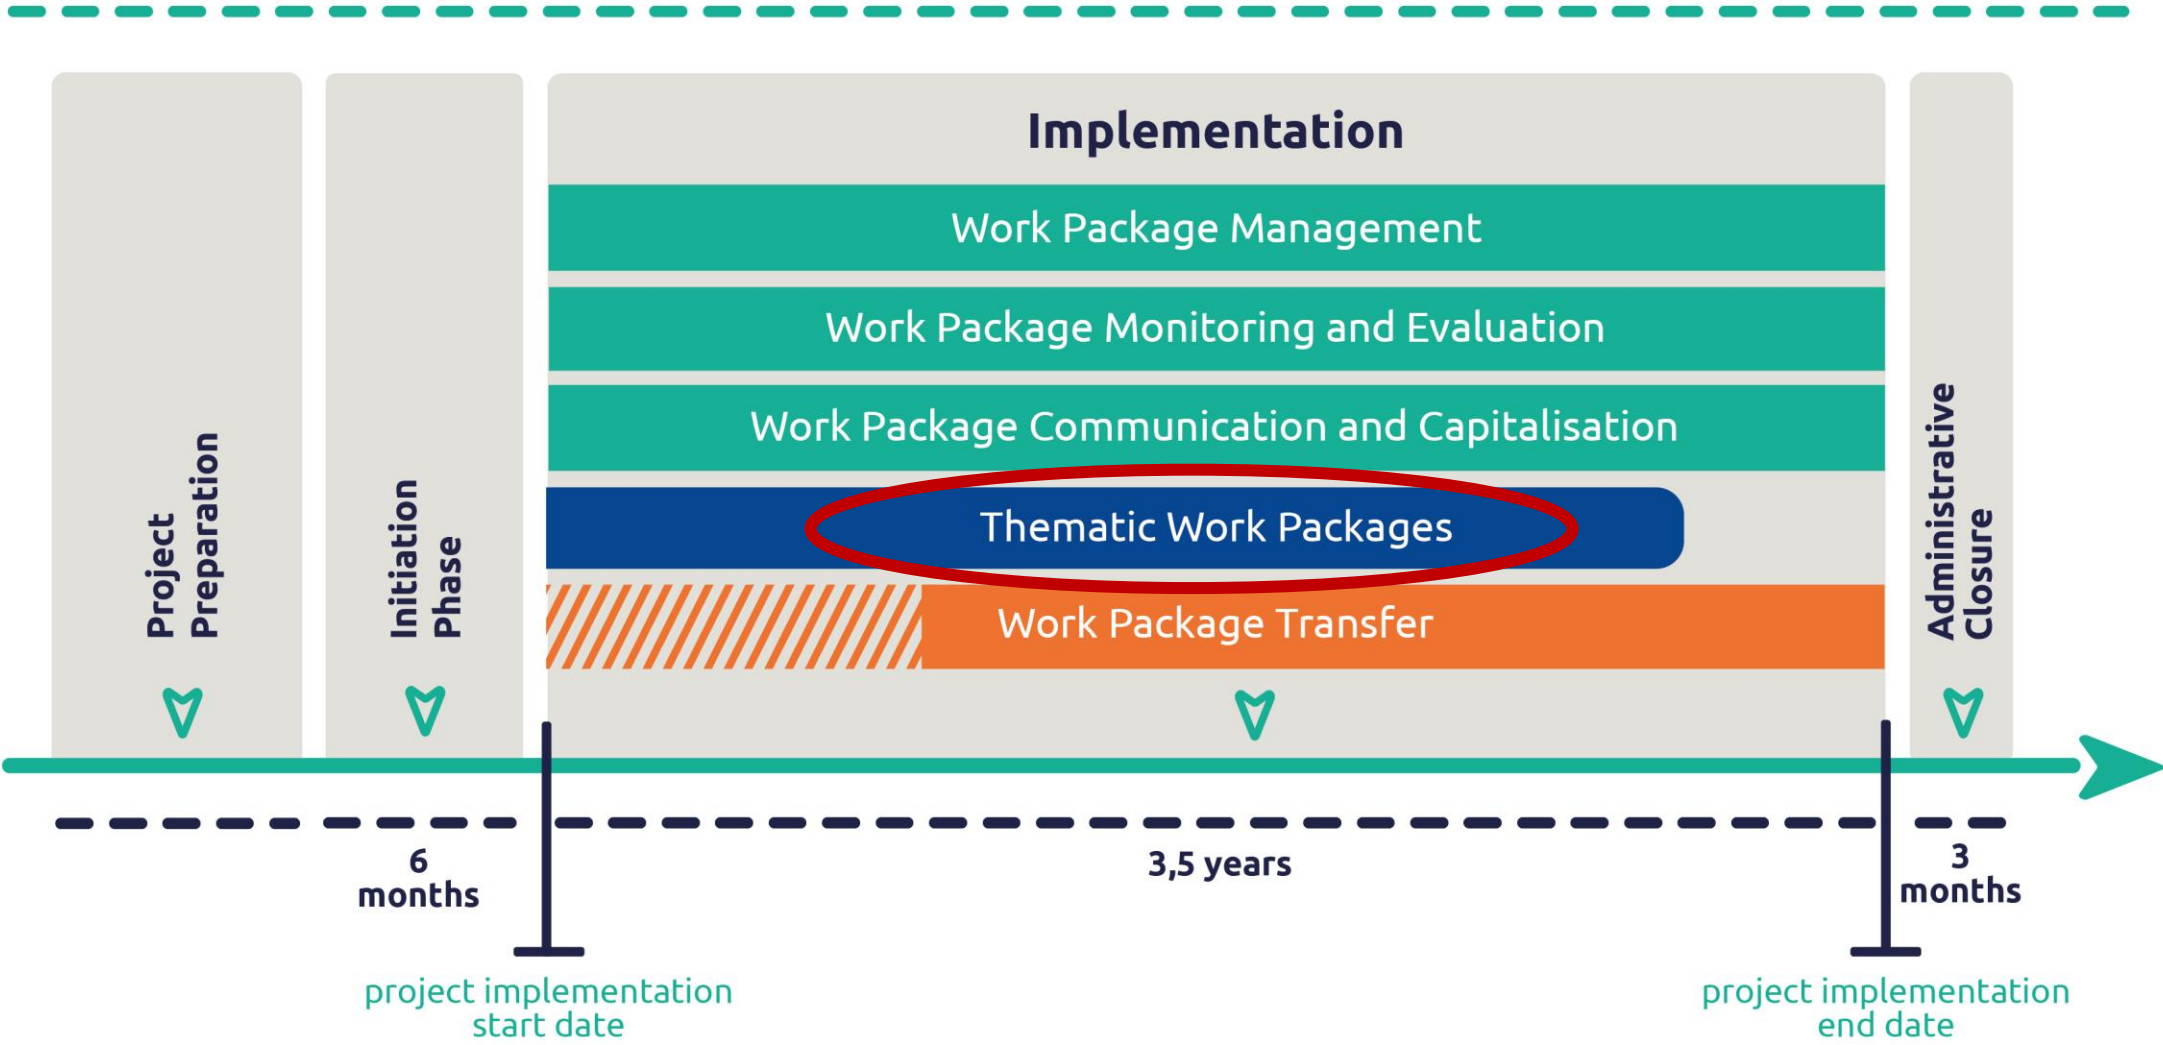 Project
Preparation
Initiation
Phase
Implementation
Work Package Management
Work Package Monitoring and Evaluation
Work Package Communication and Capitalisation
Thematic Work Packages
Work Package Transfer
Administrative
Closure
6
months
3,5 years
3
months
project implementation
start date
project implementation
end date